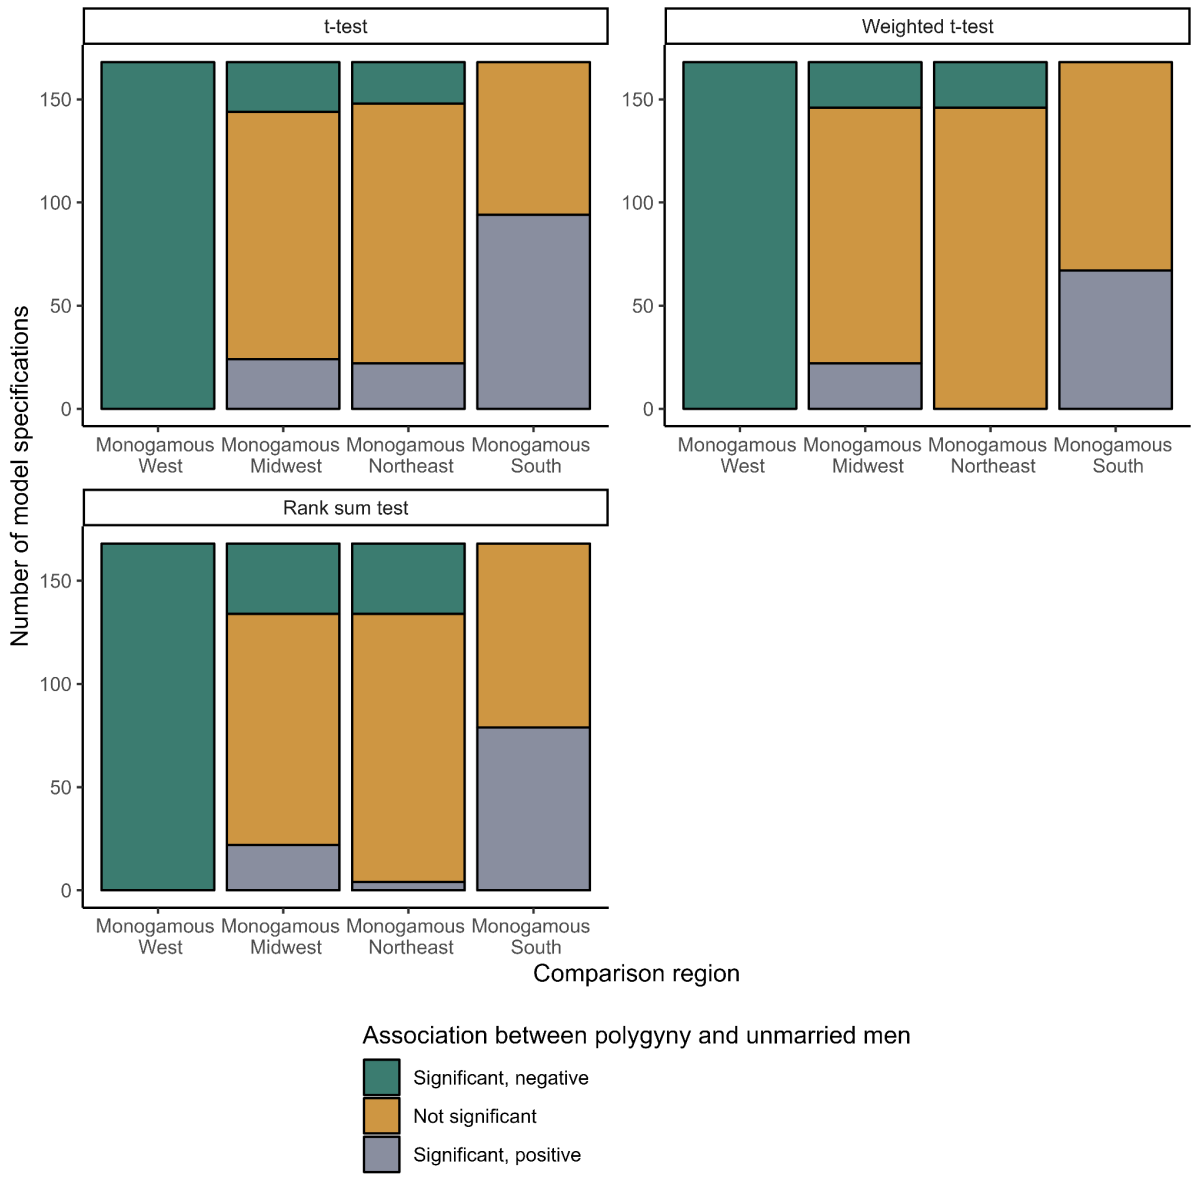 t-test
Weighted t-test
150
100
50
0
Monogamous West
Monogamous Midwest
Monogamous Northeast
Monogamous South
150
100
50
0
Monogamous West
Monogamous Midwest
Monogamous Northeast
Monogamous South
Number of model specifications
Rank sum test
150
100
50
0
Monogamous West
Monogamous Midwest
Monogamous Northeast
Monogamous South
Comparison region
Association between polygyny and unmarried men
Significant, negative
Not significant
Significant, positive